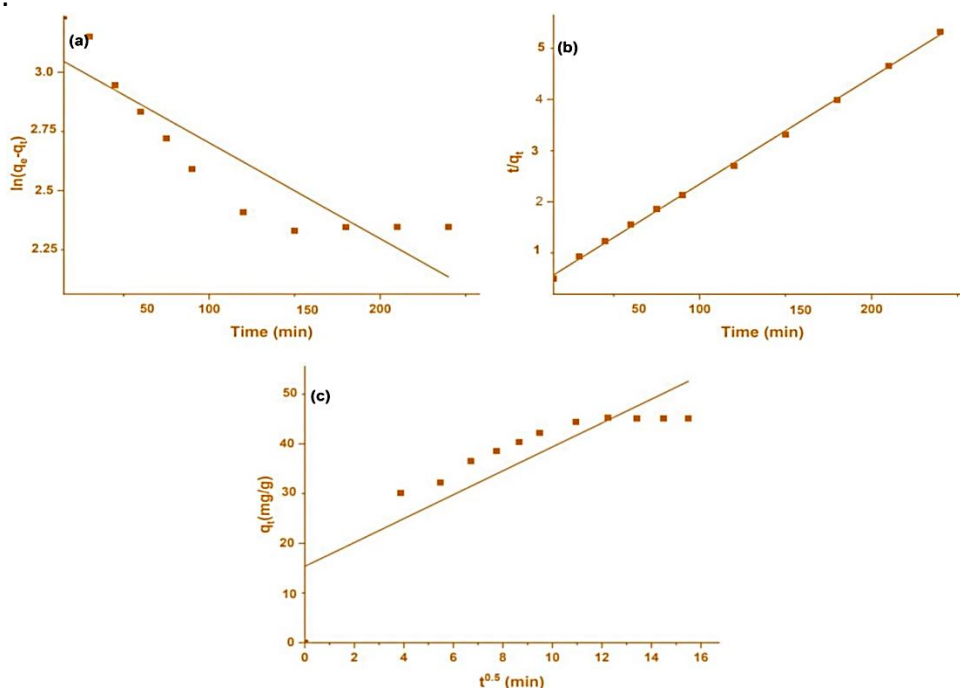 .
(a)
3.0
2.75
2.5
2.25
ln(qₑ-qₜ)
50 100 150 200
Time (min)
(b)
5
4
3
2
1
t/qₜ
50 100 150 200
Time (min)
(c)
50
40
30
20
10
0
qₜ(mg/g)
0 2 4 6 8 10 12 14 16
t⁰·⁵ (min)